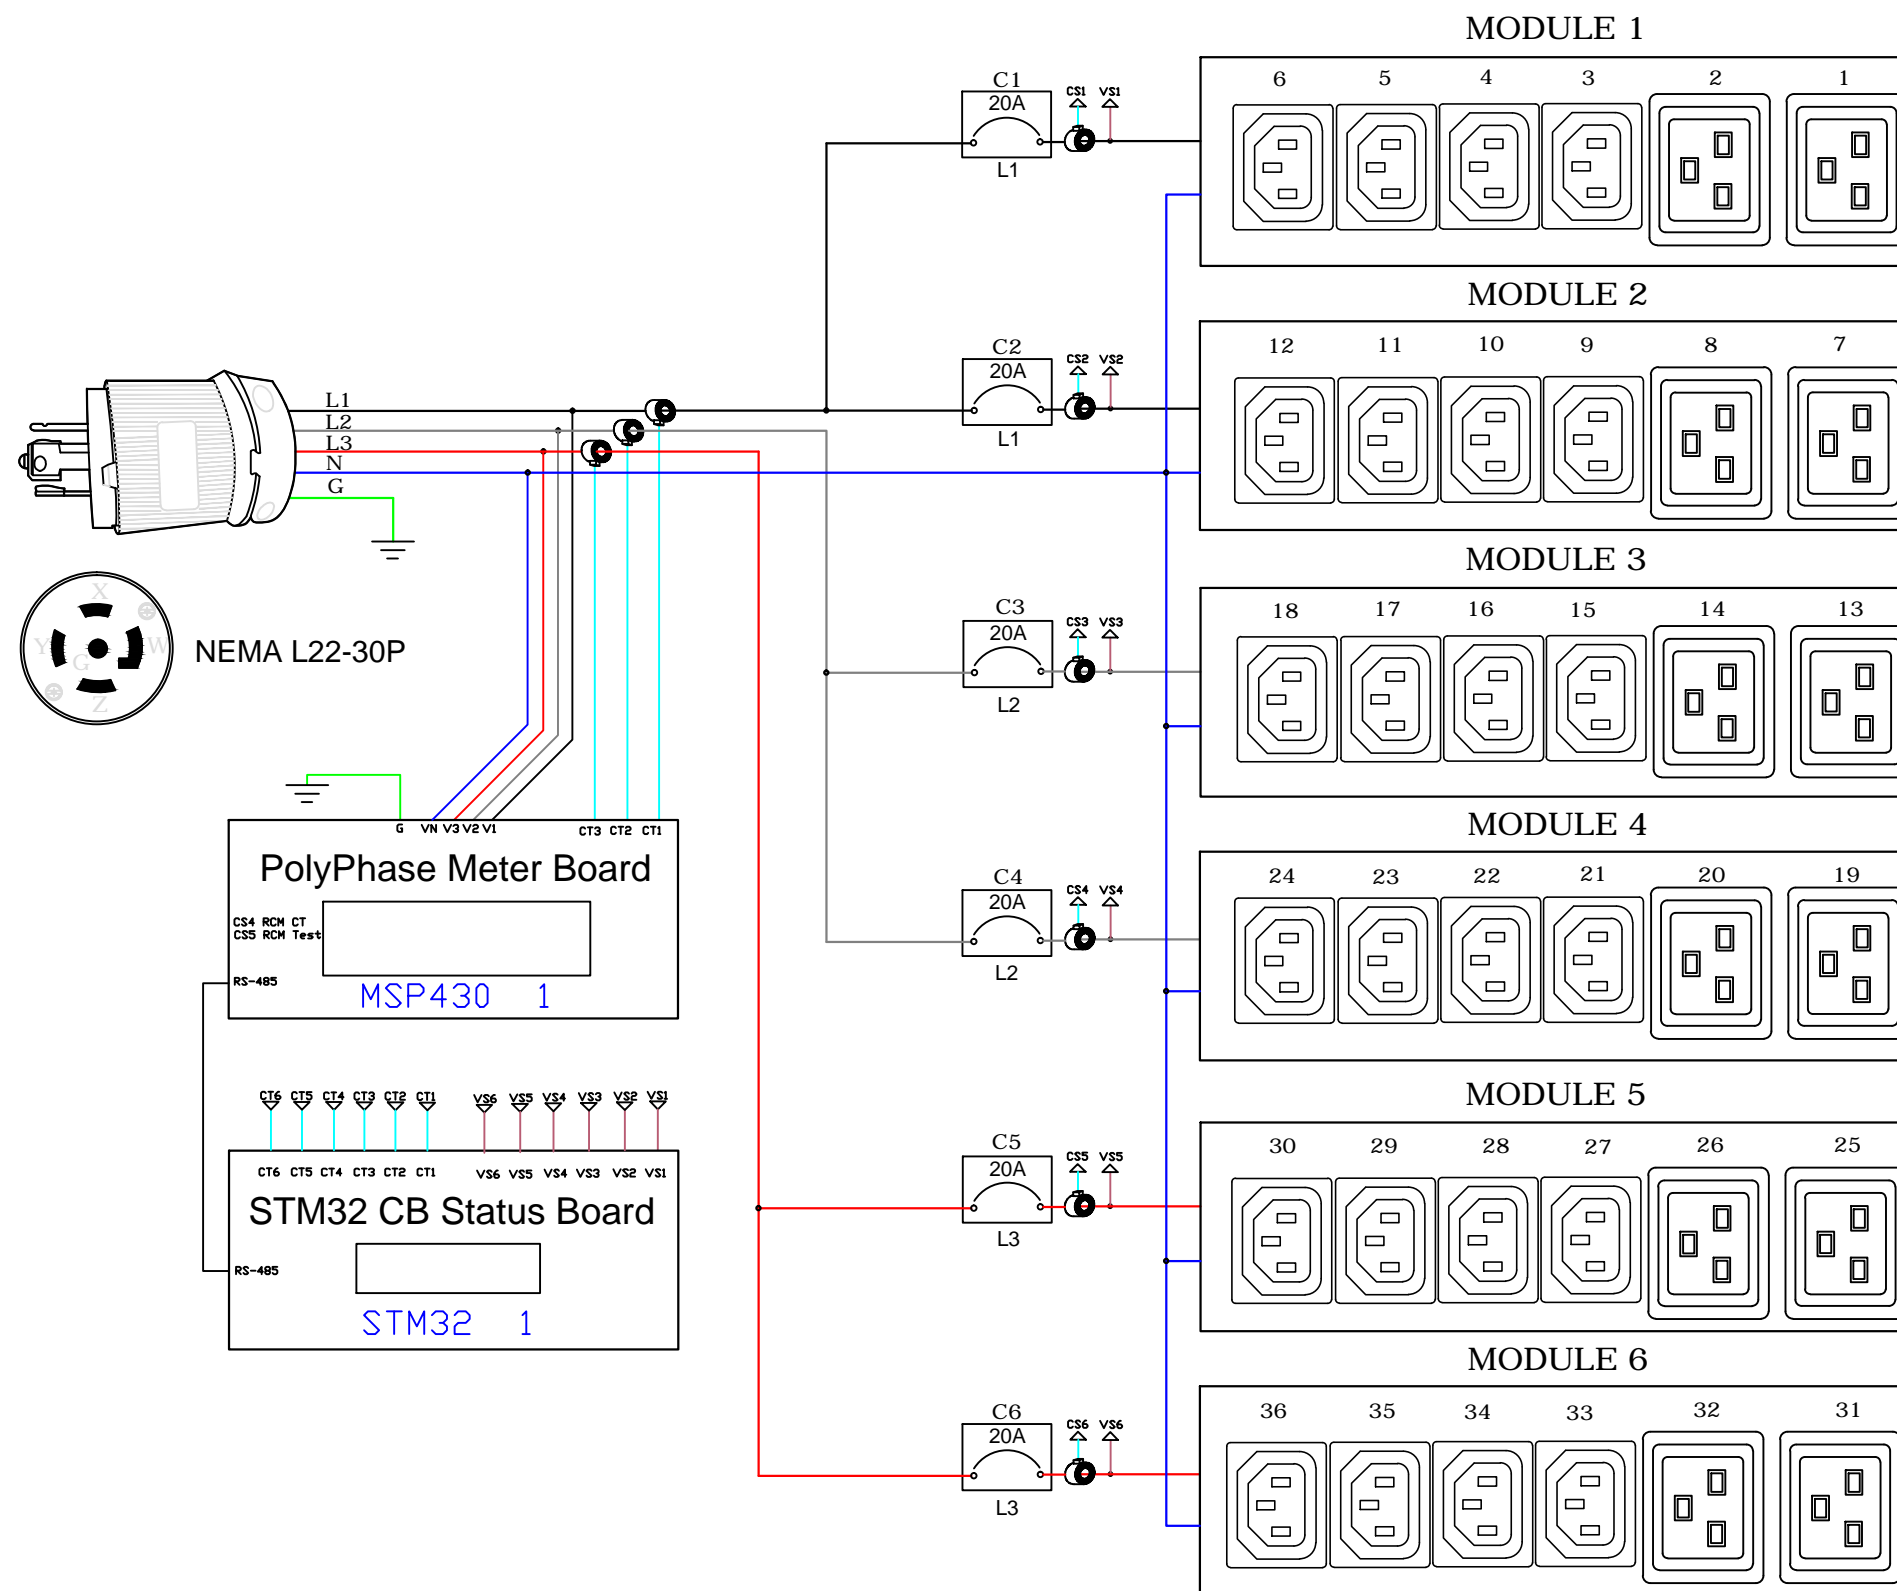 MODULE 1
6 5 4 3 2 1
C1
20A
L1
CS1 VS1
MODULE 2
12 11 10 9 8 7
C2
20A
L1
CS2 VS2
L1
L2
L3
N
G
MODULE 3
18 17 16 15 14 13
C3
20A
L2
CS3 VS3
X
Y
W
G
Z
NEMA L22-30P
MODULE 4
24 23 22 21 20 19
C4
20A
L2
CS4 VS4
G VN V3 V2 V1 CT3 CT2 CT1
PolyPhase Meter Board
CS4 RCM CT
CS5 RCM Test
RS-485
MSP430 1
MODULE 5
30 29 28 27 26 25
C5
20A
L3
CS5 VS5
CT6 CT5 CT4 CT3 CT2 CT1 VS6 VS5 VS4 VS3 VS2 VS1
CT6 CT5 CT4 CT3 CT2 CT1 VS6 VS5 VS4 VS3 VS2 VS1
STM32 CB Status Board
RS-485
STM32 1
MODULE 6
36 35 34 33 32 31
C6
20A
L3
CS6 VS6